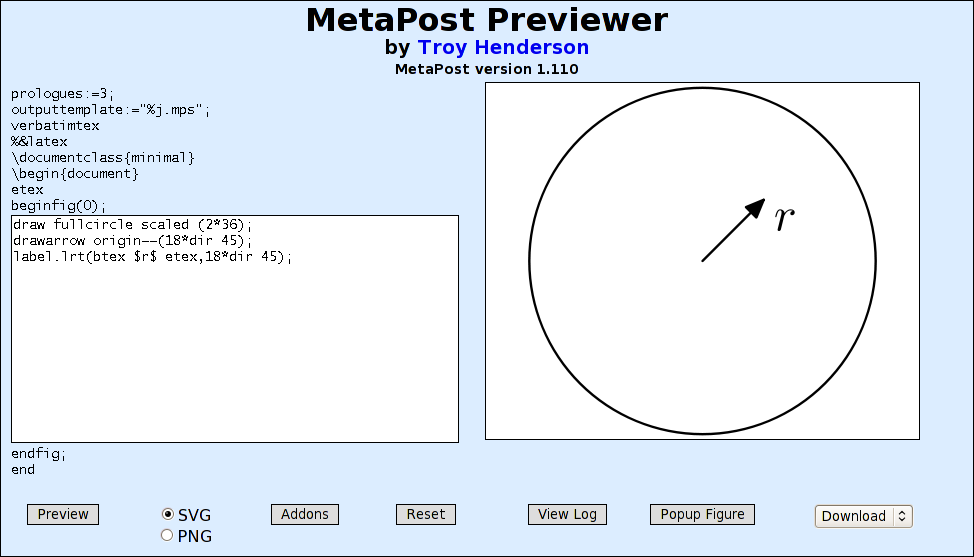 MetaPost Previewer
by Troy Henderson
MetaPost version 1.110
prologues:=3;
outputtemplate:="%j.mps";
verbatimtex
%&latex
\documentclass{minimal}
\begin{document}
etex
beginfig(0);
draw fullcircle scaled (2*36);
drawarrow origin--(18*dir 45);
label.lrt(btex $r$ etex,18*dir 45);
endfig;
end
r
Preview
SVG
PNG
Addons
Reset
View Log
Popup Figure
Download